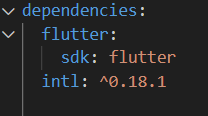 dependencies:
  flutter:
    sdk: flutter
  intl: ^0.18.1